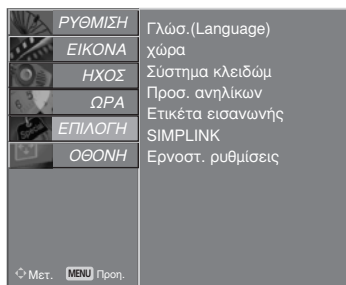 ΡΥΘΜΙΣΗ
ΕΙΚΟΝΑ
ΗΧΟΣ
ΩΡΑ
ΕΠΙΛΟΓΗ
ΟΘΟΝΗ
Γλώσ.(Language)
χώρα
Σύστημα κλειδώμ
Προσ. ανηλίκων
Ετικέτα εισανωνής
SIMPLINK
Ερνοστ. ρυθμίσεις
Μετ. MENU Προη.